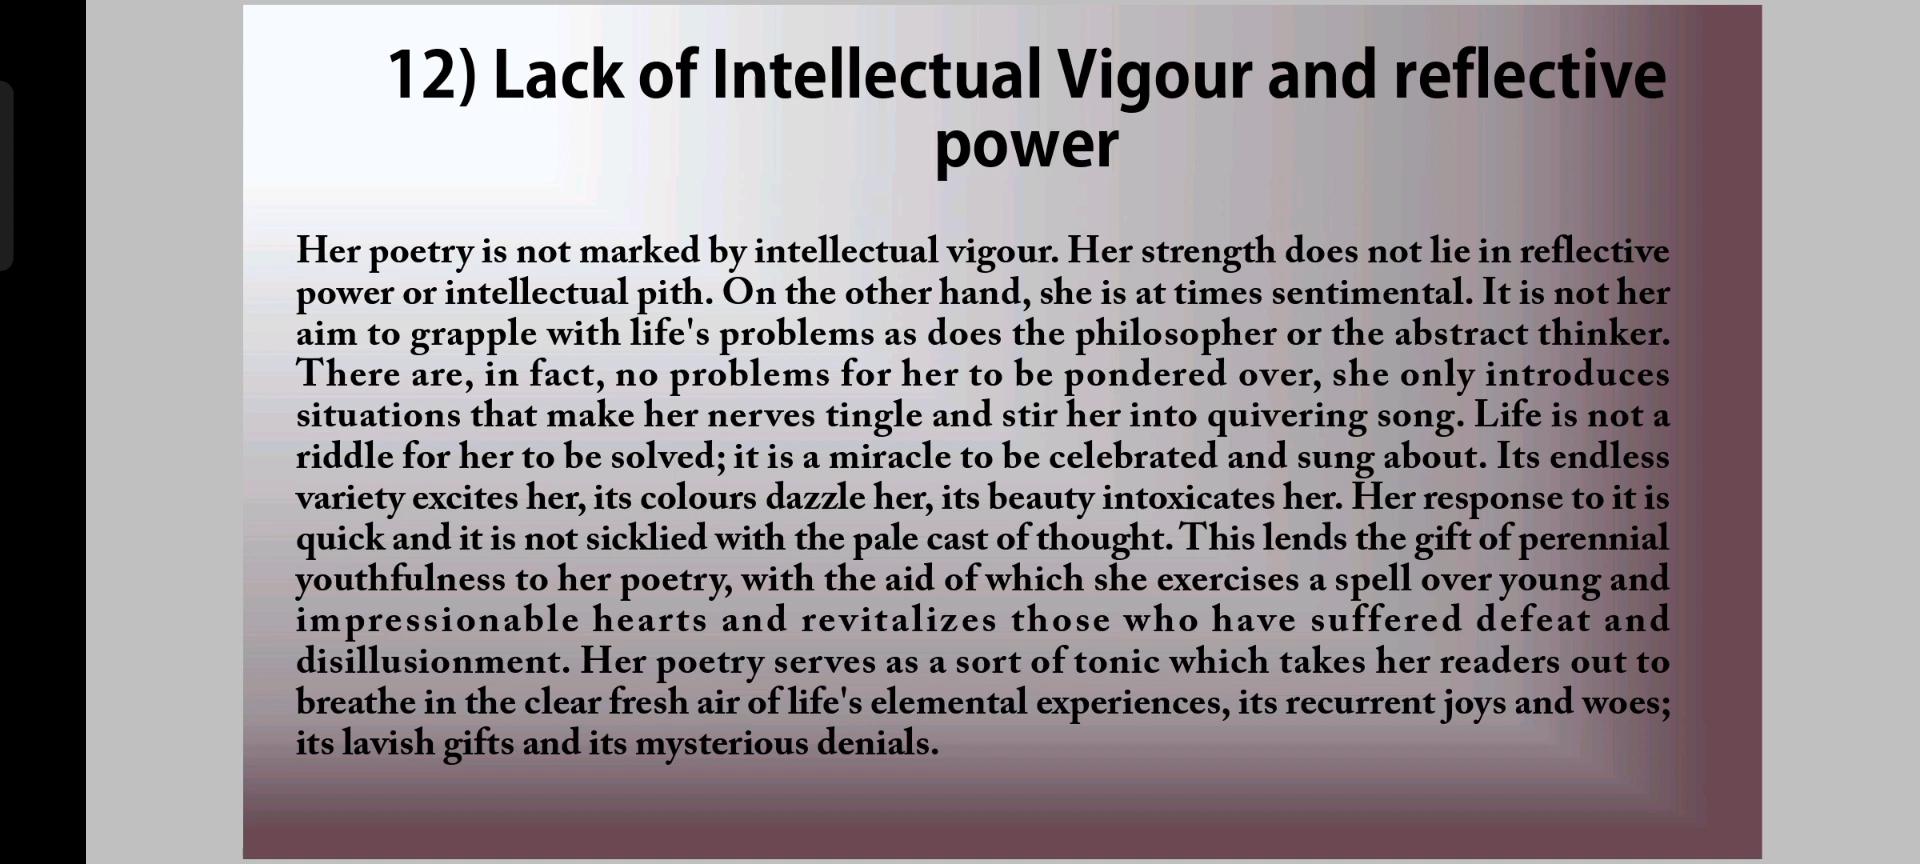 12) Lack of Intellectual Vigour and reflective
power
Her poetry is not marked by intellectual vigour. Her strength does not lie in reflective
power or intellectual pith. On the other hand, she is at times sentimental. It is not her
aim to grapple with life's problems as does the philosopher or the abstract thinker.
There are, in fact, no problems for her to be pondered over, she only introduces
situations that make her nerves tingle and stir her into quivering song. Life is not a
riddle for her to be solved; it is a miracle to be celebrated and sung about. Its endless
variety excites her, its colours dazzle her, its beauty intoxicates her. Her response to it is
quick and it is not sicklied with the pale cast of thought. This lends the gift of perennial
youthfulness to her poetry, with the aid of which she exercises a spell over young and
impressionable hearts and revitalizes those who have suffered defeat and
disillusionment. Her poetry serves as a sort of tonic which takes her readers out to
breathe in the clear fresh air of life's elemental experiences, its recurrent joys and woes;
its lavish gifts and its mysterious denials.